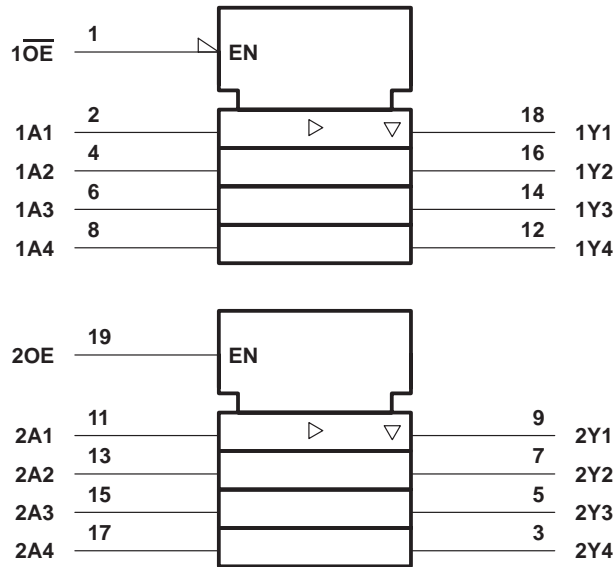 1 
1O̅E̅ EN
1A1 2 18 1Y1
1A2 4 16 1Y2
1A3 6 14 1Y3
1A4 8 12 1Y4
19
2OE EN
2A1 11 9 2Y1
2A2 13 7 2Y2
2A3 15 5 2Y3
2A4 17 3 2Y4